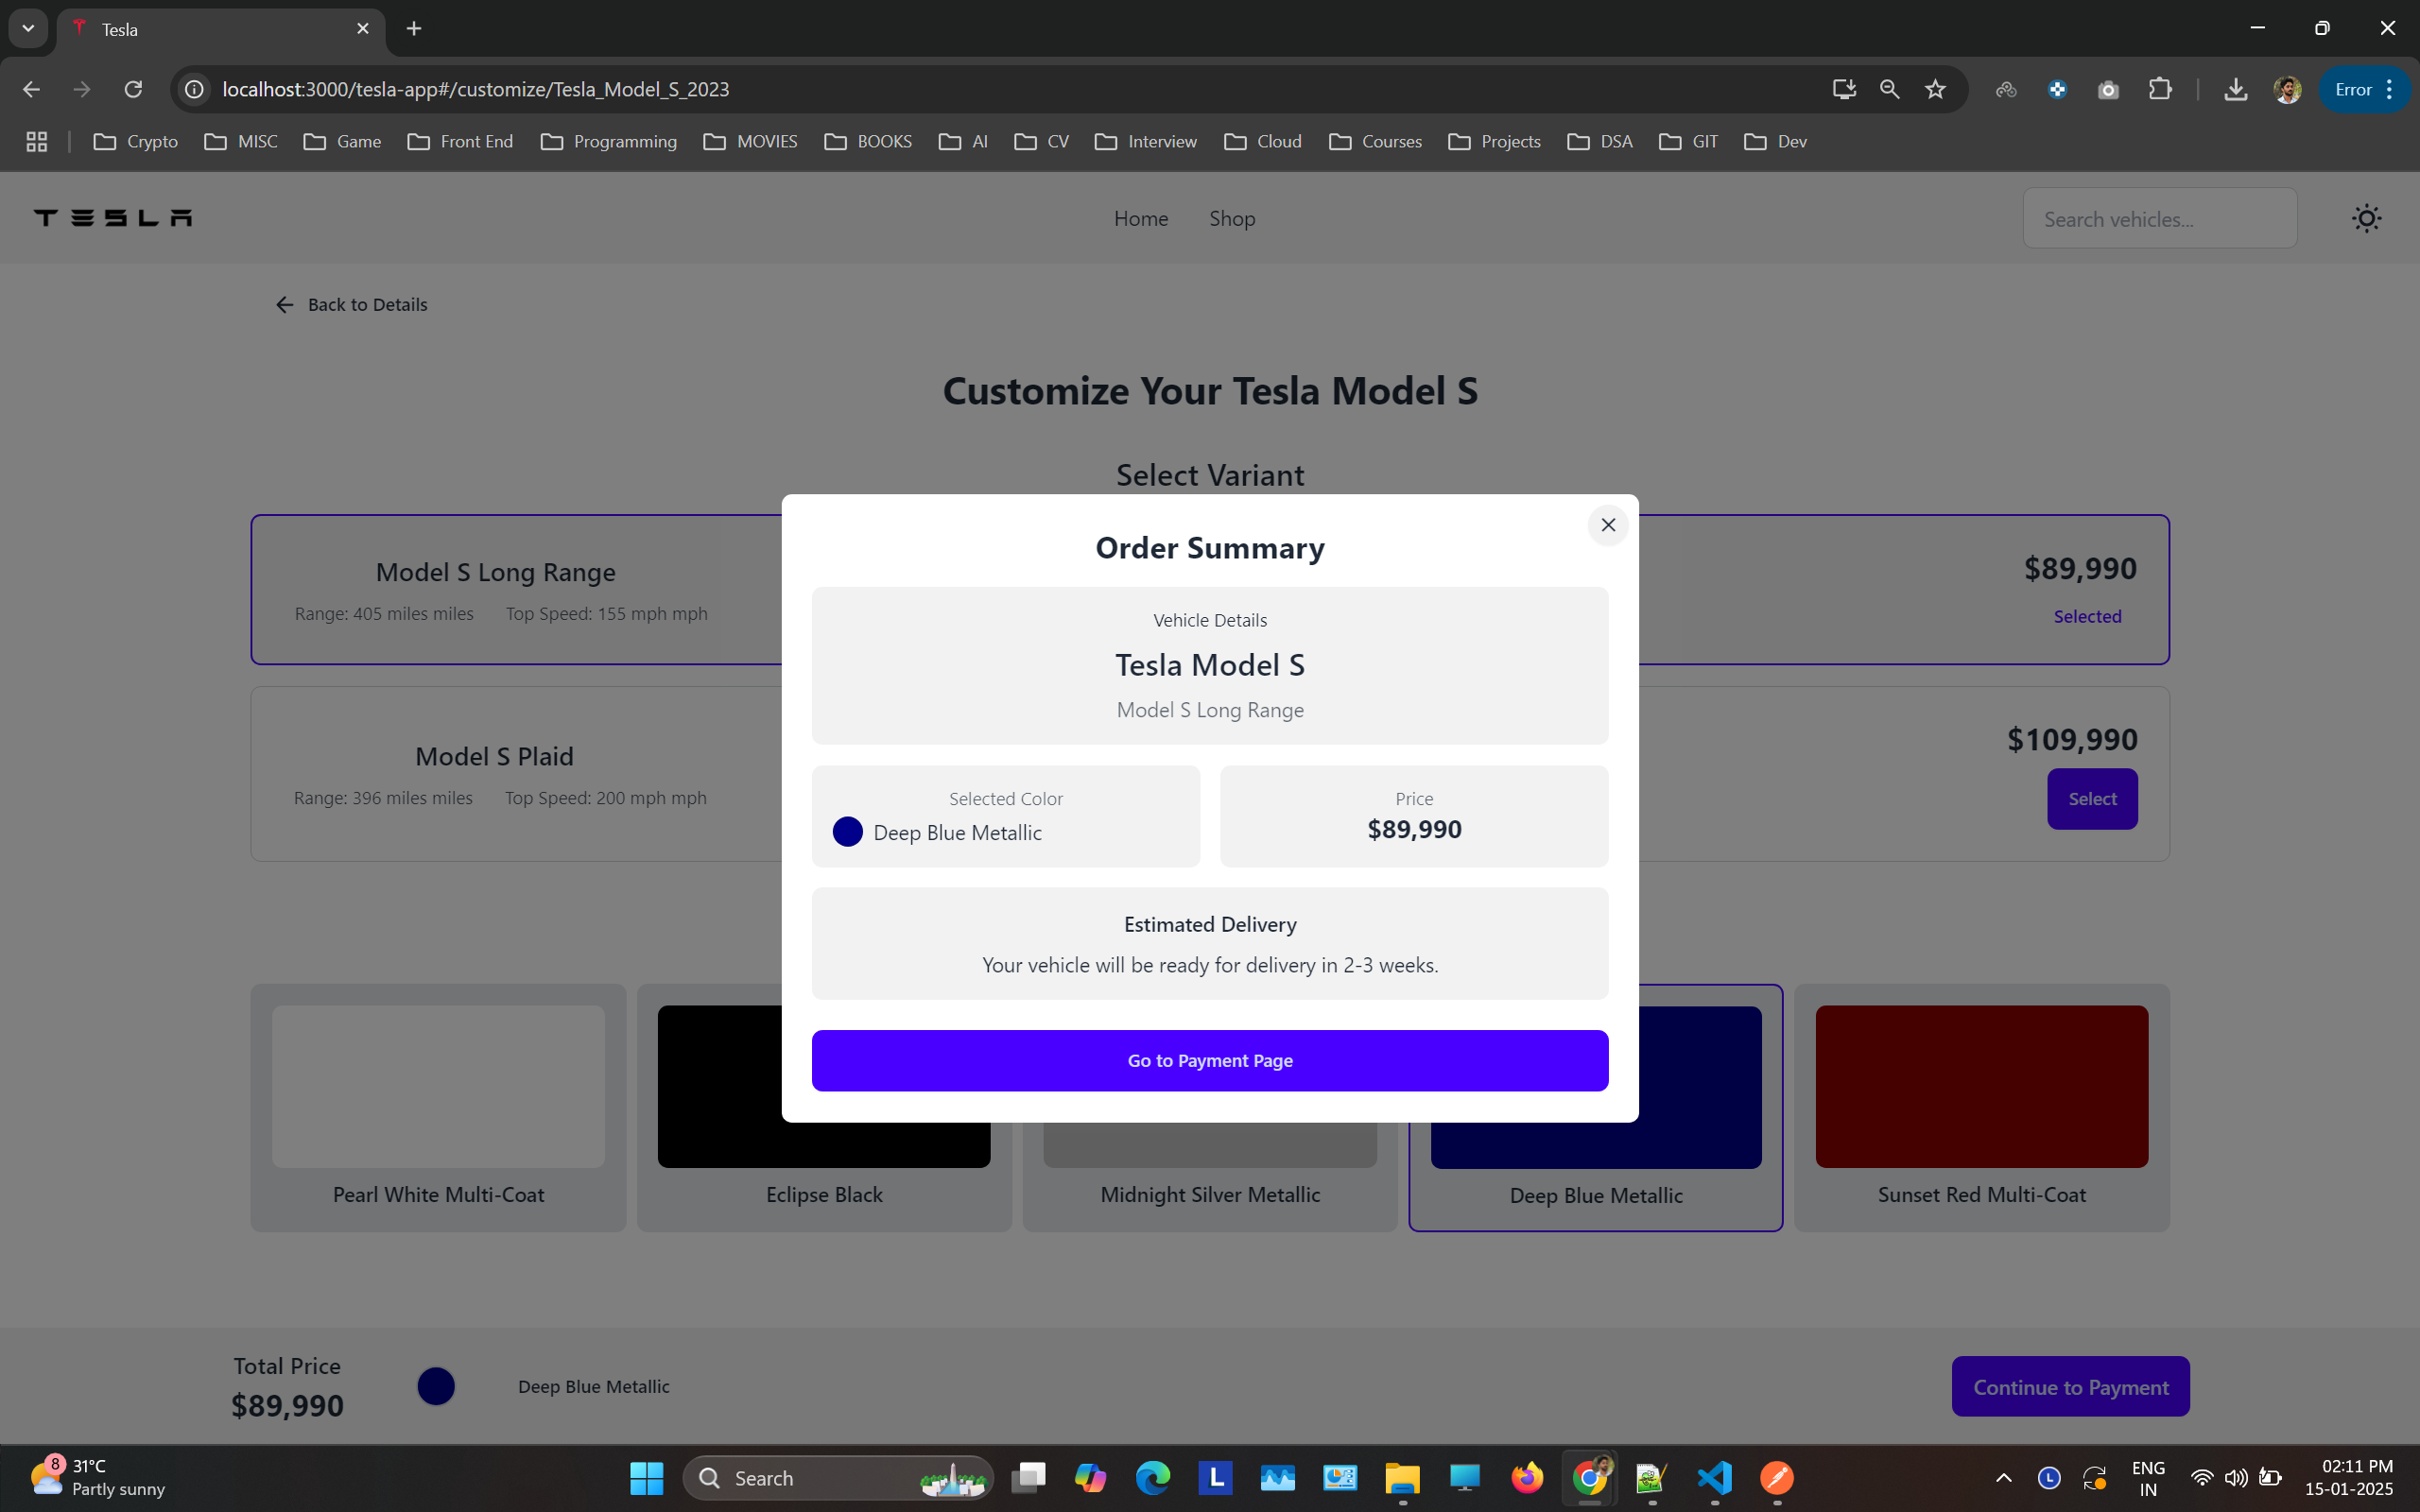 Tesla
localhost:3000/tesla-app#/customize/Tesla_Model_S_2023
Error
Crypto MISC Game Front End Programming MOVIES BOOKS AI CV Interview Cloud Courses Projects DSA GIT Dev
TESLA
Home Shop
Search vehicles...
Back to Details
Customize Your Tesla Model S
Select Variant
Model S Long Range
Range: 405 miles miles Top Speed: 155 mph mph
$89,990
Selected
Model S Plaid
Range: 396 miles miles Top Speed: 200 mph mph
$109,990
Select
Order Summary
Vehicle Details
Tesla Model S
Model S Long Range
Selected Color
Deep Blue Metallic
Price
$89,990
Estimated Delivery
Your vehicle will be ready for delivery in 2-3 weeks.
Go to Payment Page
Pearl White Multi-Coat
Eclipse Black
Midnight Silver Metallic
Deep Blue Metallic
Sunset Red Multi-Coat
Total Price
$89,990
Deep Blue Metallic
Continue to Payment
8
31°C
Partly sunny
Search
L
L
ENG
IN
02:11 PM
15-01-2025